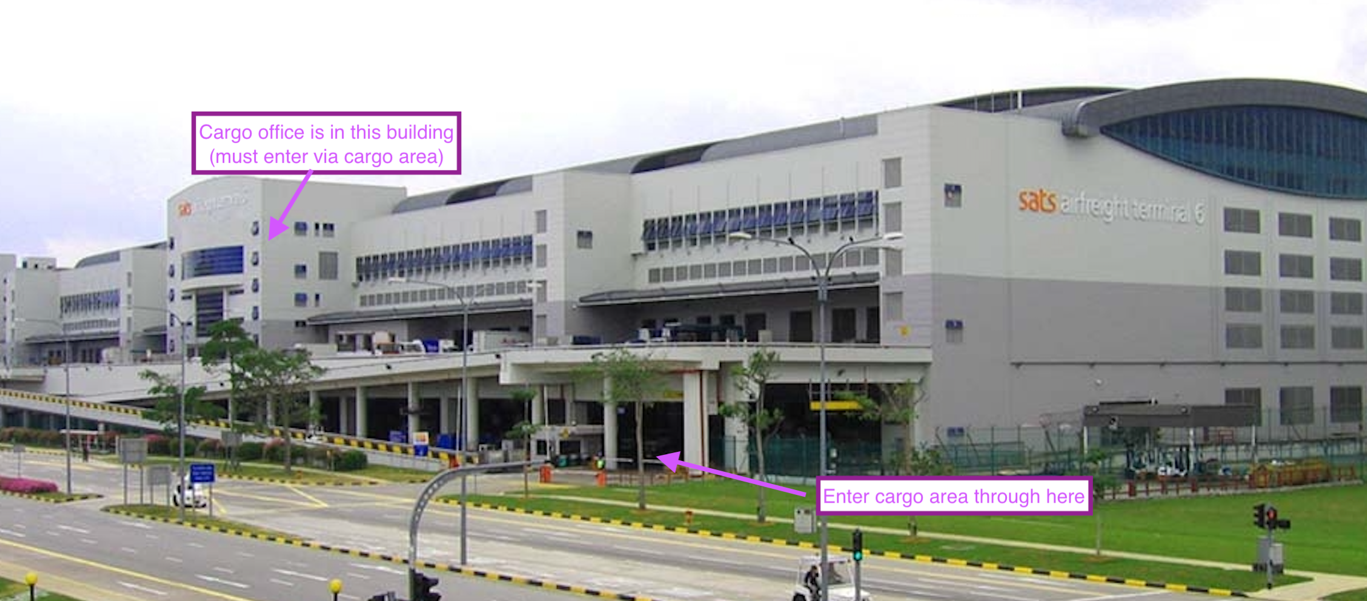 Cargo office is in this building
(must enter via cargo area)
sats
sats airfreight terminal 6
Enter cargo area through here